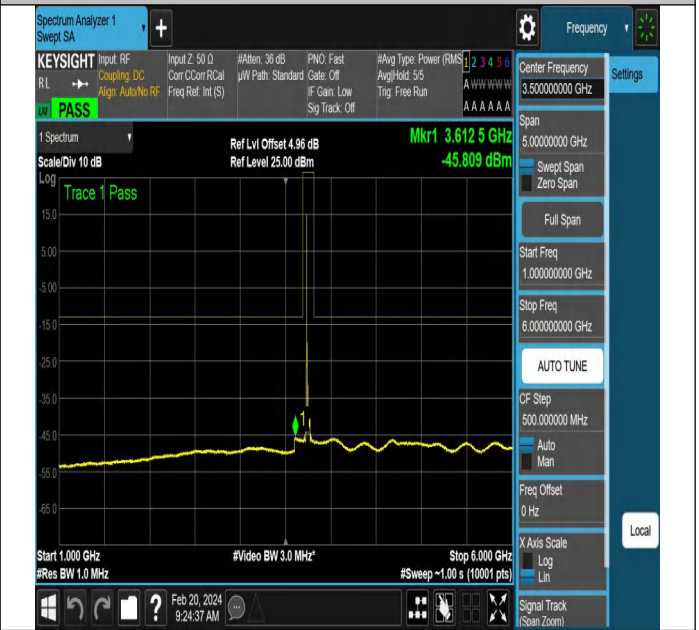 Spectrum Analyzer 1
Swept SA
Frequency
KEYSIGHT
RL
PASS
Input: RF
Coupling: DC
Align: Auto/No RF
Input Z: 50 Ω
Corr CCorr RCal
Freq Ref: Int (S)
#Atten: 36 dB
µW Path: Standard
PNO: Fast
Gate: Off
IF Gain: Low
Sig Track: Off
#Avg Type: Power (RMS
Avg|Hold: 5/5
Trig: Free Run
1 2 3 4 5 6
A W W W W W
A A A A A A
Center Frequency
3.500000000 GHz
Settings
Span
5.00000000 GHz
Swept Span
Zero Span
Full Span
Start Freq
1.000000000 GHz
Stop Freq
6.000000000 GHz
AUTO TUNE
CF Step
500.000000 MHz
Auto
Man
Freq Offset
0 Hz
X Axis Scale
Log
Lin
Local
Signal Track
(Span Zoom)
1 Spectrum
Scale/Div 10 dB
Ref Lvl Offset 4.96 dB
Ref Level 25.00 dBm
Mkr1 3.612 5 GHz
-45.809 dBm
Log
Trace 1 Pass
15.0
5.00
-5.00
-15.0
-25.0
-35.0
-45.0
-55.0
-65.0
1
Start 1.000 GHz
#Res BW 1.0 MHz
#Video BW 3.0 MHz*
Stop 6.000 GHz
#Sweep ~1.00 s (10001 pts)
?
Feb 20, 2024
9:24:37 AM